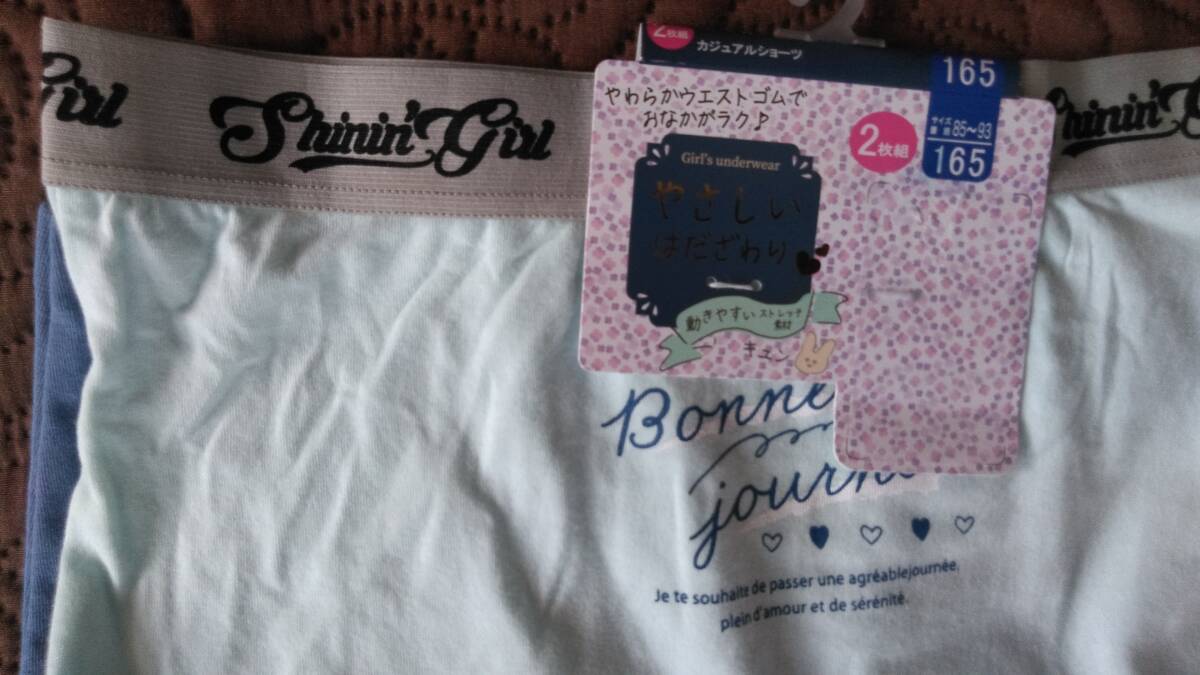 Girl
Shinin' Girl
hinin' Girl
2枚組
カジュアルショーツ
165
やわらかウエストゴムで
おなかがラク♪
サイズ
腰囲 85〜93
165
2枚組
Girl's underwear
やさしい
はだざわり
動きやすい ストレッチ
素材
キュン
Bonne
journ
Je te souhaite de passer une agréablejournée,
plein d'amour et de sérénité.